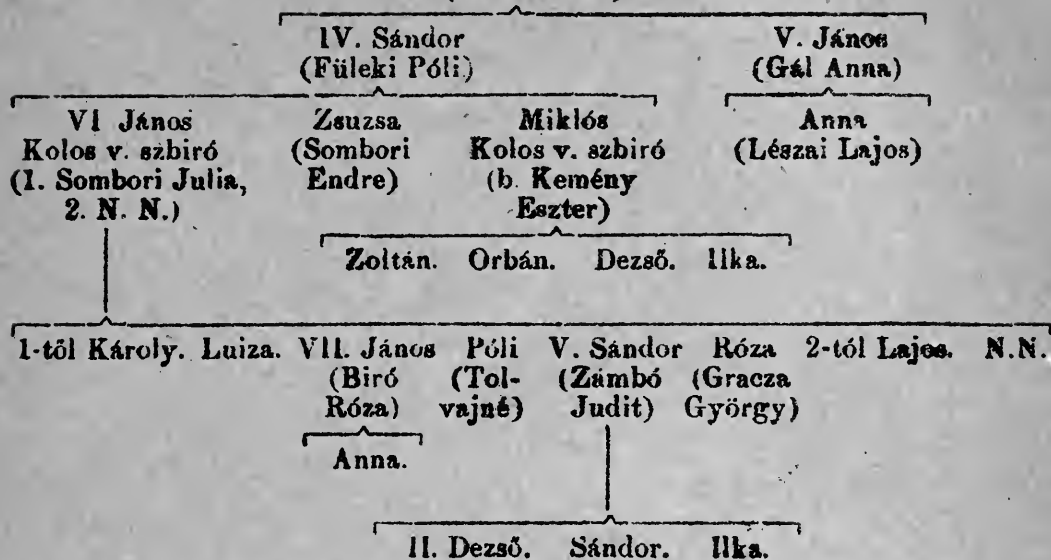 IV. Sándor V. János
(Füleki Póli.) (Gál Anna)
VI János Zsuzsa Miklós Anna
Kolos v. szbiró (Sombori Kolos v. szbiró (Lészai Lajos)
(1. Sombori Julia, Endre) (b. Kemény
2. N. N.) Eszter)
Zoltán. Orbán. Dezső. Ilka.
1-től Károly. Luiza. VII. János Póli V. Sándor Róza 2-tól Lajos. N.N.
(Biró (Tol- (Zámbó (Gracza
Róza) vajné) Judit) György)
Anna.
II. Dezső. Sándor. Ilka.